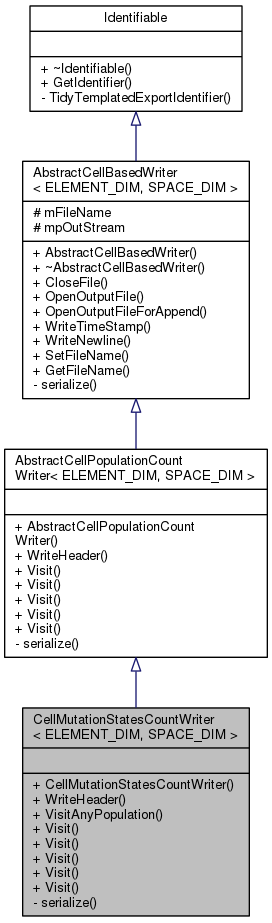 Identifiable
+ ~Identifiable()
+ GetIdentifier()
- TidyTemplatedExportIdentifier()
AbstractCellBasedWriter
< ELEMENT_DIM, SPACE_DIM >
# mFileName
# mpOutStream
+ AbstractCellBasedWriter()
+ ~AbstractCellBasedWriter()
+ CloseFile()
+ OpenOutputFile()
+ OpenOutputFileForAppend()
+ WriteTimeStamp()
+ WriteNewline()
+ SetFileName()
+ GetFileName()
- serialize()
AbstractCellPopulationCount
Writer< ELEMENT_DIM, SPACE_DIM >
+ AbstractCellPopulationCount
Writer()
+ WriteHeader()
+ Visit()
+ Visit()
+ Visit()
+ Visit()
+ Visit()
- serialize()
CellMutationStatesCountWriter
< ELEMENT_DIM, SPACE_DIM >
+ CellMutationStatesCountWriter()
+ WriteHeader()
+ VisitAnyPopulation()
+ Visit()
+ Visit()
+ Visit()
+ Visit()
+ Visit()
- serialize()